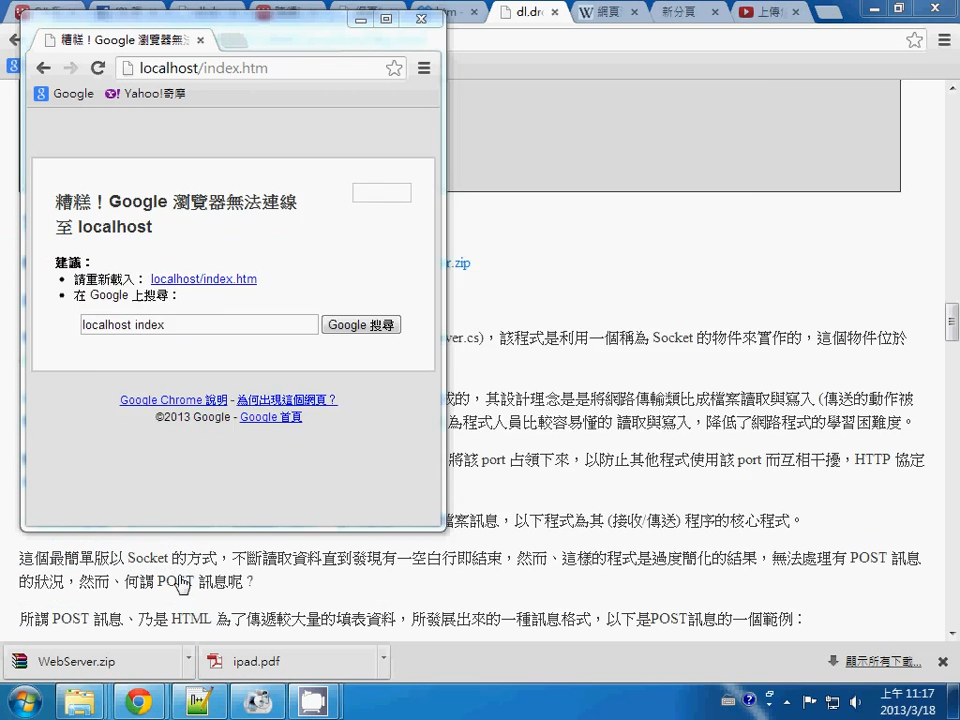 dl.dro
網頁
新分頁
上傳
糟糕！Google 瀏覽器無法
localhost/index.htm
Google Yahoo!奇摩
糟糕！Google 瀏覽器無法連線
至 localhost
建議：
請重新載入： localhost/index.htm
在 Google 上搜尋：
localhost index Google 搜尋
Google Chrome 說明 - 為何出現這個網頁？
©2013 Google - Google 首頁
er.zip
ver.cs)，該程式是利用一個稱為 Socket 的物件來實作的，這個物件位於
成的，其設計理念是是將網路傳輸類比成檔案讀取與寫入 (傳送的動作被
為程式人員比較容易懂的 讀取與寫入，降低了網路程式的學習困難度。
將該 port 占領下來，以防止其他程式使用該 port 而互相干擾，HTTP 協定
檔案訊息，以下程式為其 (接收/傳送) 程序的核心程式。
這個最簡單版以 Socket 的方式，不斷讀取資料直到發現有一空白行即結束，然而、這樣的程式是過度簡化的結果，無法處理有 POST 訊息
的狀況，然而、何謂 POST 訊息呢？
所謂 POST 訊息、乃是 HTML 為了傳遞較大量的填表資料，所發展出來的一種訊息格式，以下是POST訊息的一個範例：
WebServer.zip
ipad.pdf
顯示所有下載...
上午 11:17
2013/3/18